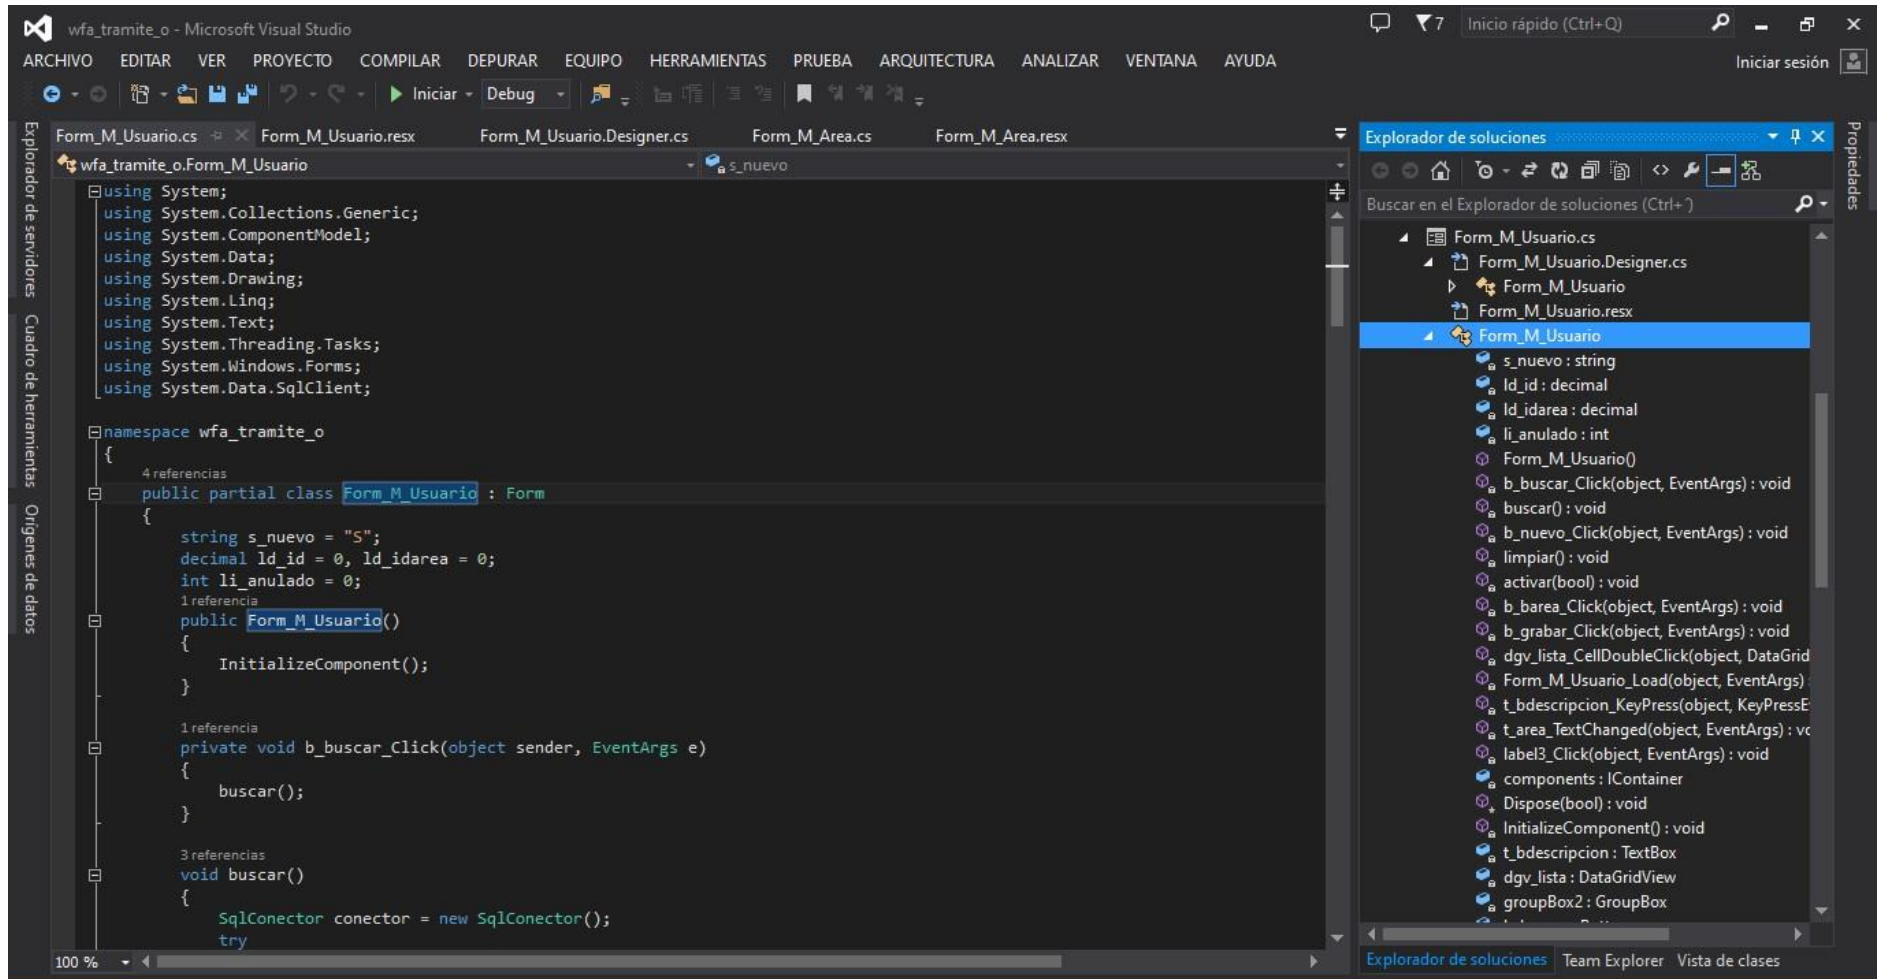 wfa_tramite_o - Microsoft Visual Studio
7
Inicio rápido (Ctrl+Q)
ARCHIVO EDITAR VER PROYECTO COMPILAR DEPURAR EQUIPO HERRAMIENTAS PRUEBA ARQUITECTURA ANALIZAR VENTANA AYUDA
Iniciar sesión
Iniciar Debug
Explorador de servidores
Cuadro de herramientas
Orígenes de datos
Form_M_Usuario.cs Form_M_Usuario.resx Form_M_Usuario.Designer.cs Form_M_Area.cs Form_M_Area.resx
wfa_tramite_o.Form_M_Usuario s_nuevo
using System;
using System.Collections.Generic;
using System.ComponentModel;
using System.Data;
using System.Drawing;
using System.Linq;
using System.Text;
using System.Threading.Tasks;
using System.Windows.Forms;
using System.Data.SqlClient;
namespace wfa_tramite_o
{
4 referencias
public partial class Form_M_Usuario : Form
{
string s_nuevo = "S";
decimal ld_id = 0, ld_idarea = 0;
int li_anulado = 0;
1 referencia
public Form_M_Usuario()
{
InitializeComponent();
}
1 referencia
private void b_buscar_Click(object sender, EventArgs e)
{
buscar();
}
3 referencias
void buscar()
{
SqlConector conector = new SqlConector();
try
100 %
Explorador de soluciones
Buscar en el Explorador de soluciones (Ctrl+´)
Form_M_Usuario.cs
Form_M_Usuario.Designer.cs
Form_M_Usuario
Form_M_Usuario.resx
Form_M_Usuario
s_nuevo : string
ld_id : decimal
ld_idarea : decimal
li_anulado : int
Form_M_Usuario()
b_buscar_Click(object, EventArgs) : void
buscar() : void
b_nuevo_Click(object, EventArgs) : void
limpiar() : void
activar(bool) : void
b_barea_Click(object, EventArgs) : void
b_grabar_Click(object, EventArgs) : void
dgv_lista_CellDoubleClick(object, DataGrid
Form_M_Usuario_Load(object, EventArgs) :
t_bdescripcion_KeyPress(object, KeyPressE
t_area_TextChanged(object, EventArgs) : vo
label3_Click(object, EventArgs) : void
components : IContainer
Dispose(bool) : void
InitializeComponent() : void
t_bdescripcion : TextBox
dgv_lista : DataGridView
groupBox2 : GroupBox
Explorador de soluciones Team Explorer Vista de clases
Propiedades